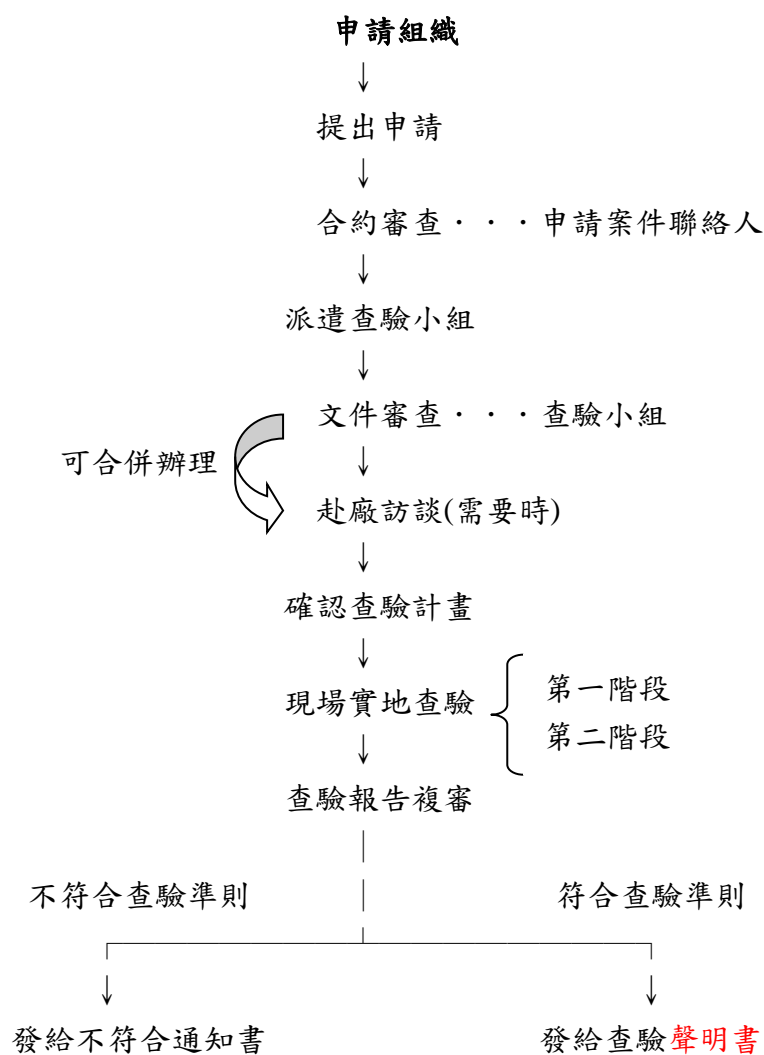 申請組織
提出申請
合約審查・・・申請案件聯絡人
派遣查驗小組
文件審查・・・查驗小組
可合併辦理
赴廠訪談(需要時)
確認查驗計畫
現場實地查驗
第一階段
第二階段
查驗報告複審
不符合查驗準則
符合查驗準則
發給不符合通知書
發給查驗聲明書